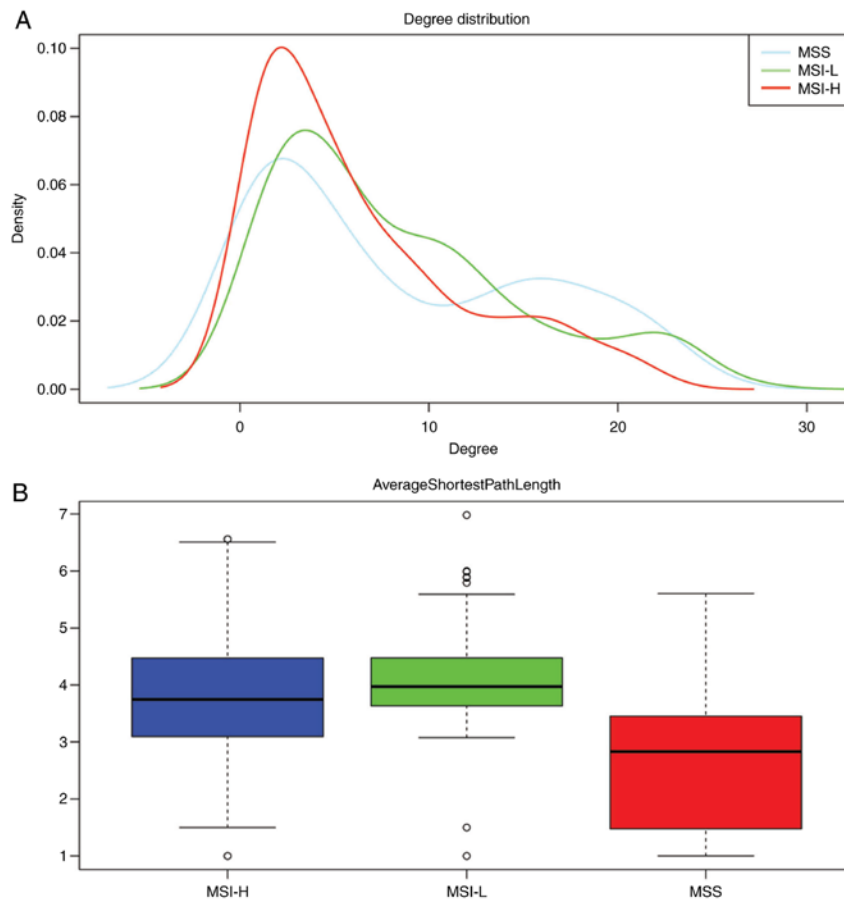 A
Degree distribution
MSS
MSI-L
MSI-H
0.10
0.08
0.06
0.04
0.02
0.00
Density
0
10
20
30
Degree
B
AverageShortestPathLength
7
6
5
4
3
2
1
MSI-H
MSI-L
MSS